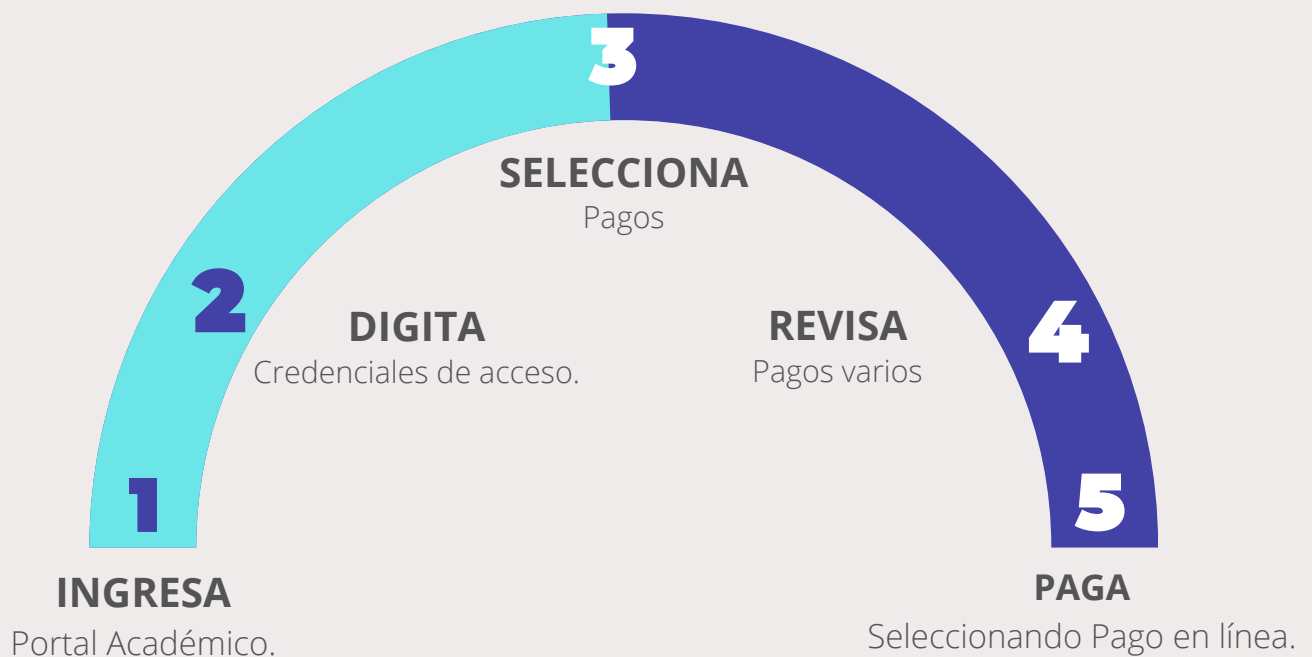 1
INGRESA
Portal Académico.
2
DIGITA
Credenciales de acceso.
3
SELECCIONA
Pagos
4
REVISA
Pagos varios
5
PAGA
Seleccionando Pago en línea.